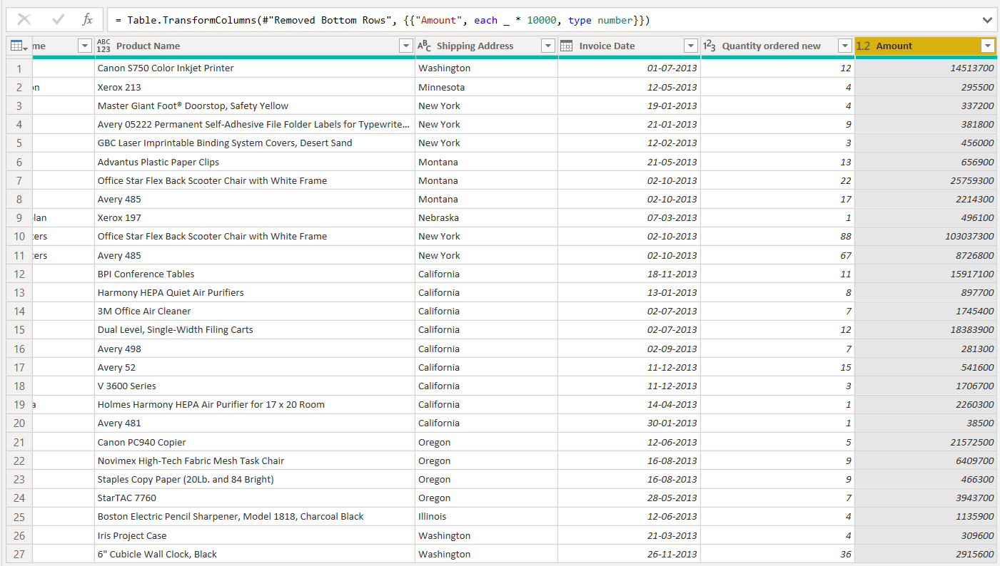 fx = Table.TransformColumns(#"Removed Bottom Rows", {{"Amount", each _ * 10000, type number}})
me ABC 123 Product Name ABC Shipping Address Invoice Date 123 Quantity ordered new 1.2 Amount
1 Canon S750 Color Inkjet Printer Washington 01-07-2013 12 14513700
2 on Xerox 213 Minnesota 12-05-2013 4 295500
3 Master Giant Foot® Doorstop, Safety Yellow New York 19-01-2013 4 337200
4 Avery 05222 Permanent Self-Adhesive File Folder Labels for Typewrite... New York 21-01-2013 9 381800
5 GBC Laser Imprintable Binding System Covers, Desert Sand New York 12-02-2013 3 456000
6 Advantus Plastic Paper Clips Montana 21-05-2013 13 656900
7 Office Star Flex Back Scooter Chair with White Frame Montana 02-10-2013 22 25759300
8 Avery 485 Montana 02-10-2013 17 2214300
9 lan Xerox 197 Nebraska 07-03-2013 1 496100
10 ters Office Star Flex Back Scooter Chair with White Frame New York 02-10-2013 88 103037300
11 ters Avery 485 New York 02-10-2013 67 8726800
12 BPI Conference Tables California 18-11-2013 11 15917100
13 Harmony HEPA Quiet Air Purifiers California 13-01-2013 8 897700
14 3M Office Air Cleaner California 02-07-2013 7 1745400
15 Dual Level, Single-Width Filing Carts California 02-07-2013 12 18383900
16 Avery 498 California 02-09-2013 7 281300
17 Avery 52 California 11-12-2013 15 541600
18 V 3600 Series California 11-12-2013 3 1706700
19 a Holmes Harmony HEPA Air Purifier for 17 x 20 Room California 14-04-2013 1 2260300
20 Avery 481 California 30-01-2013 1 38500
21 Canon PC940 Copier Oregon 12-06-2013 5 21572500
22 Novimex High-Tech Fabric Mesh Task Chair Oregon 16-08-2013 9 6409700
23 Staples Copy Paper (20Lb. and 84 Bright) Oregon 16-08-2013 9 466300
24 StarTAC 7760 Oregon 28-05-2013 7 3943700
25 Boston Electric Pencil Sharpener, Model 1818, Charcoal Black Illinois 12-06-2013 4 1135900
26 Iris Project Case Washington 21-03-2013 4 309600
27 6" Cubicle Wall Clock, Black Washington 26-11-2013 36 2915600